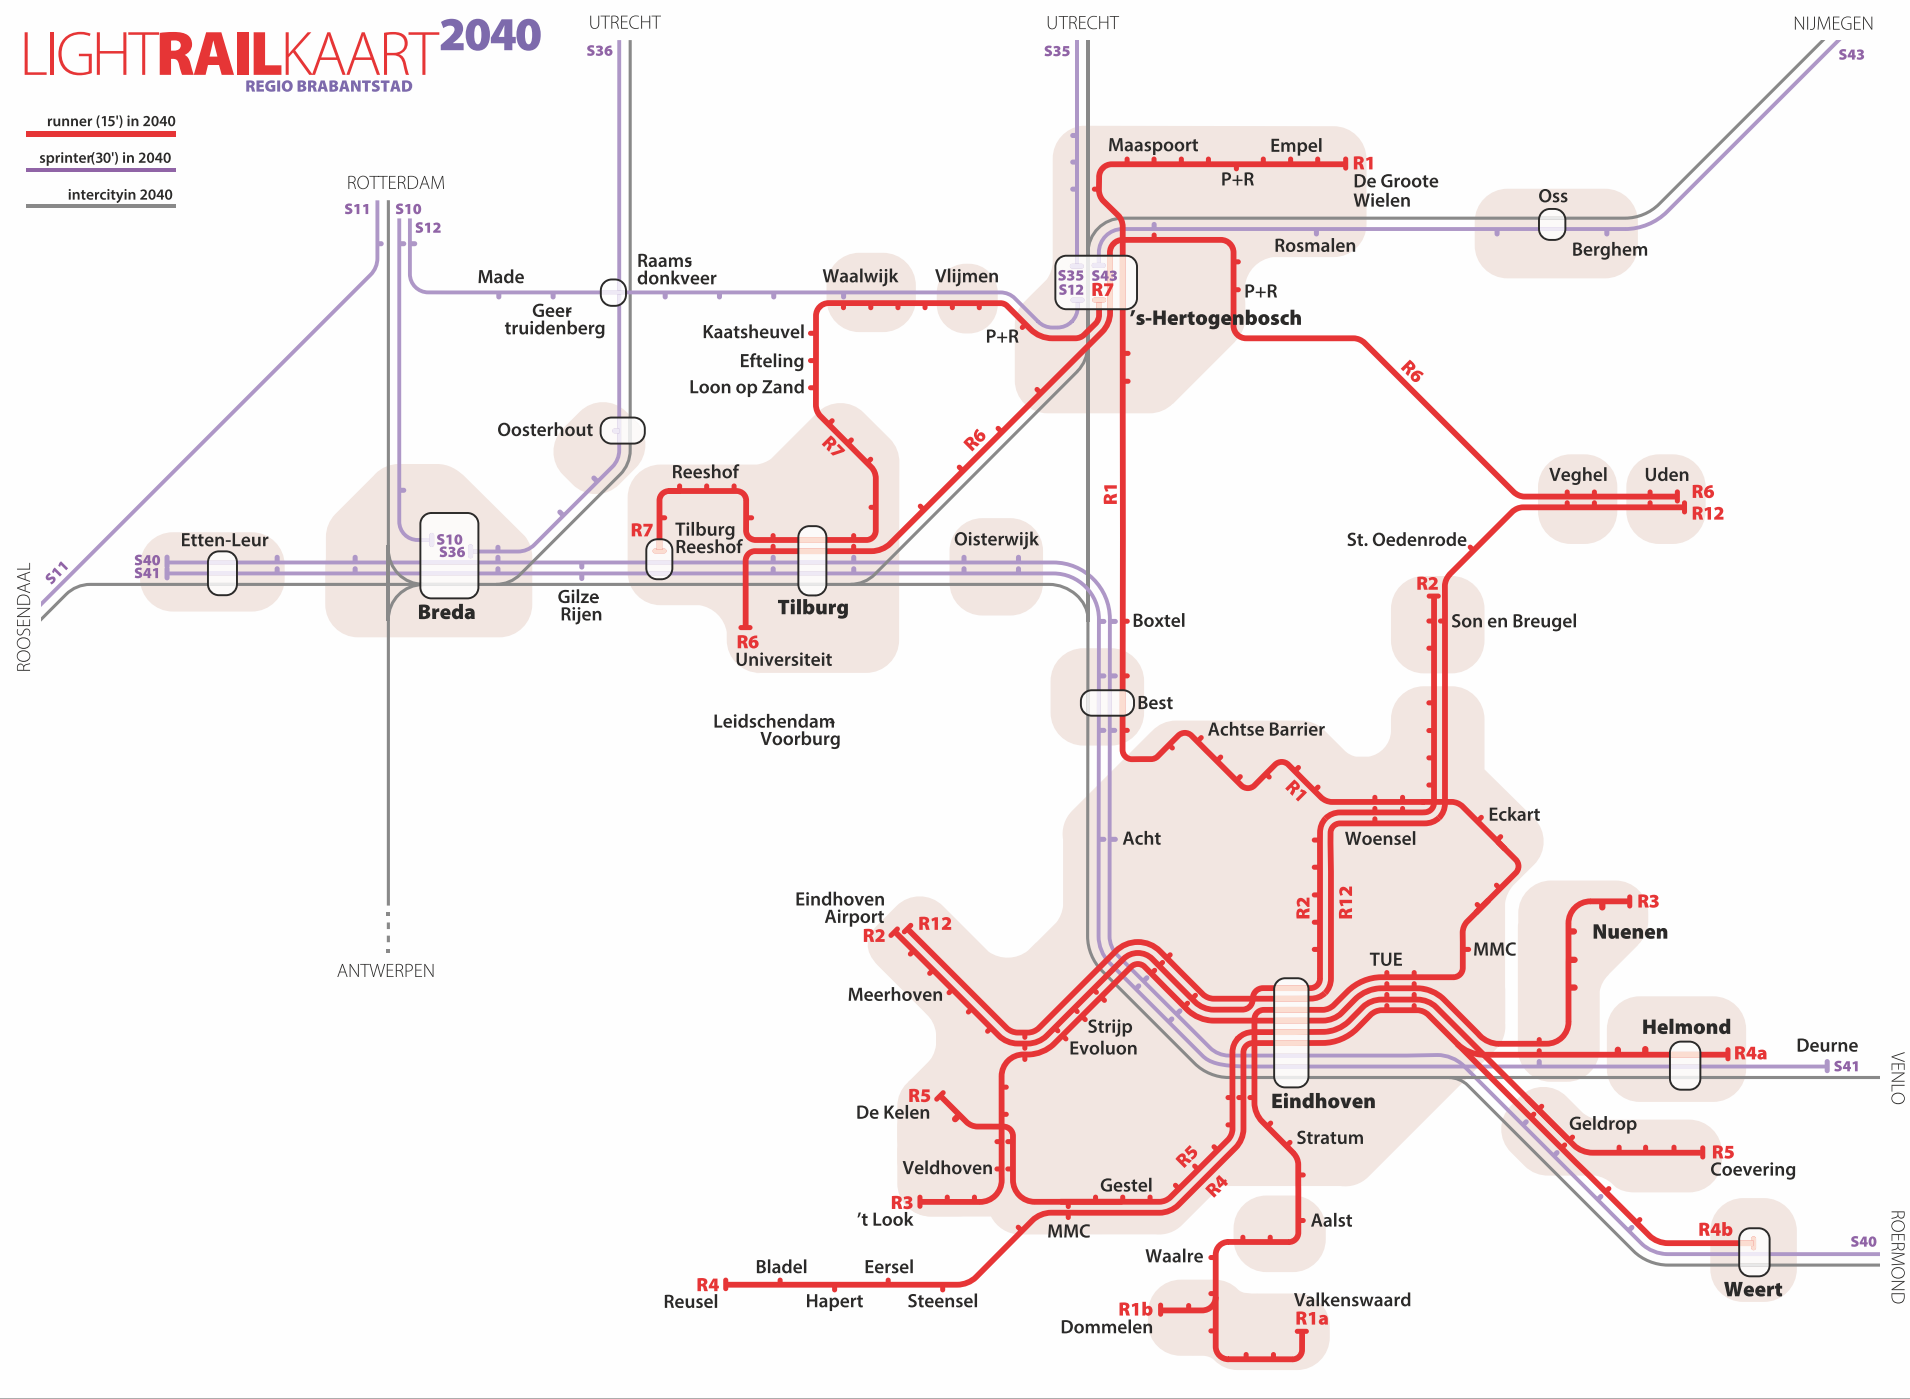 LIGHTRAILKAART2040
REGIO BRABANTSTAD
runner (15') in 2040
sprinter(30') in 2040
intercityin 2040
UTRECHT
S36
UTRECHT
S35
NIJMEGEN
S43
ROTTERDAM
S11
S10
S12
Maaspoort
Empel
R1
P+R
De Groote
Wielen
Oss
Rosmalen
Berghem
Made
Raams
donkveer
Geer
truidenberg
Waalwijk
Vlijmen
S35
S43
S12
R7
P+R
's-Hertogenbosch
Kaatsheuvel
P+R
Efteling
Loon op Zand
R6
Oosterhout
R7
R6
R1
Reeshof
Veghel
Uden
R6
R12
R7
Tilburg
Reeshof
Etten-Leur
S40
S41
S10
S36
Oisterwijk
St. Oedenrode
S11
ROOSENDAAL
Breda
Gilze
Rijen
Tilburg
R2
Son en Breugel
Boxtel
R6
Universiteit
Leidschendam-
Voorburg
Best
Achtse Barrier
R1
Eckart
Woensel
Acht
R2
R12
Eindhoven
Airport
R2
R12
R3
Nuenen
MMC
TUE
ANTWERPEN
Meerhoven
Strijp
Evoluon
Helmond
R4a
Deurne
S41
VENLO
R5
De Kelen
Eindhoven
Geldrop
Stratum
R5
Coevering
Veldhoven
R5
R4
Gestel
R3
't Look
MMC
Aalst
R4b
S40
ROERMOND
Waalre
Weert
Bladel
Eersel
R4
Reusel
Hapert
Steensel
R1b
Dommelen
Valkenswaard
R1a